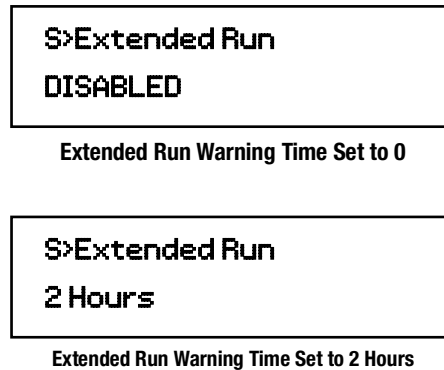 S>Extended Run
DISABLED
Extended Run Warning Time Set to 0
S>Extended Run
2 Hours
Extended Run Warning Time Set to 2 Hours